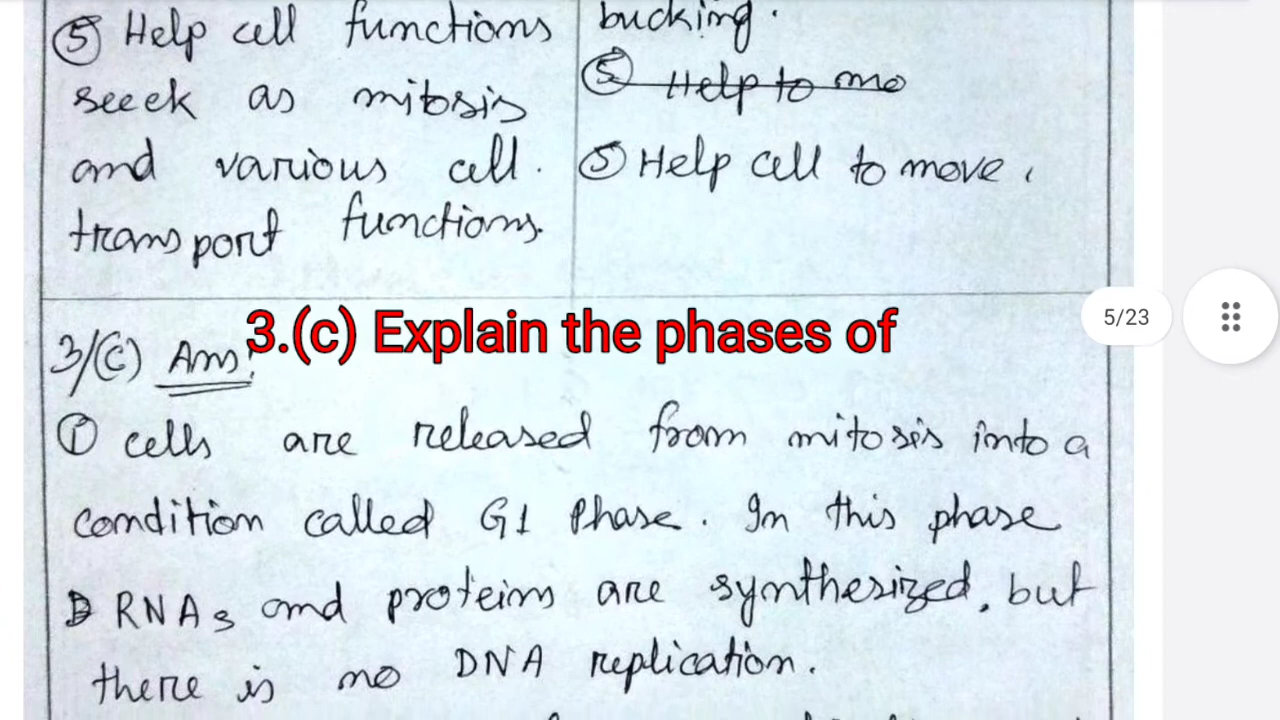 ⑤ Help cell functions
seeek as mitosis
and various cell.
transport functions.
bucking.
⑤ Help to mo
⑤ Help cell to move.
5/23
3/(C) Ans:
3.(c) Explain the phases of
① cells are released from mitosis into a
condition called G1 Phase. In this phase
RNAs and proteins are synthesized, but
there is no DNA replication.